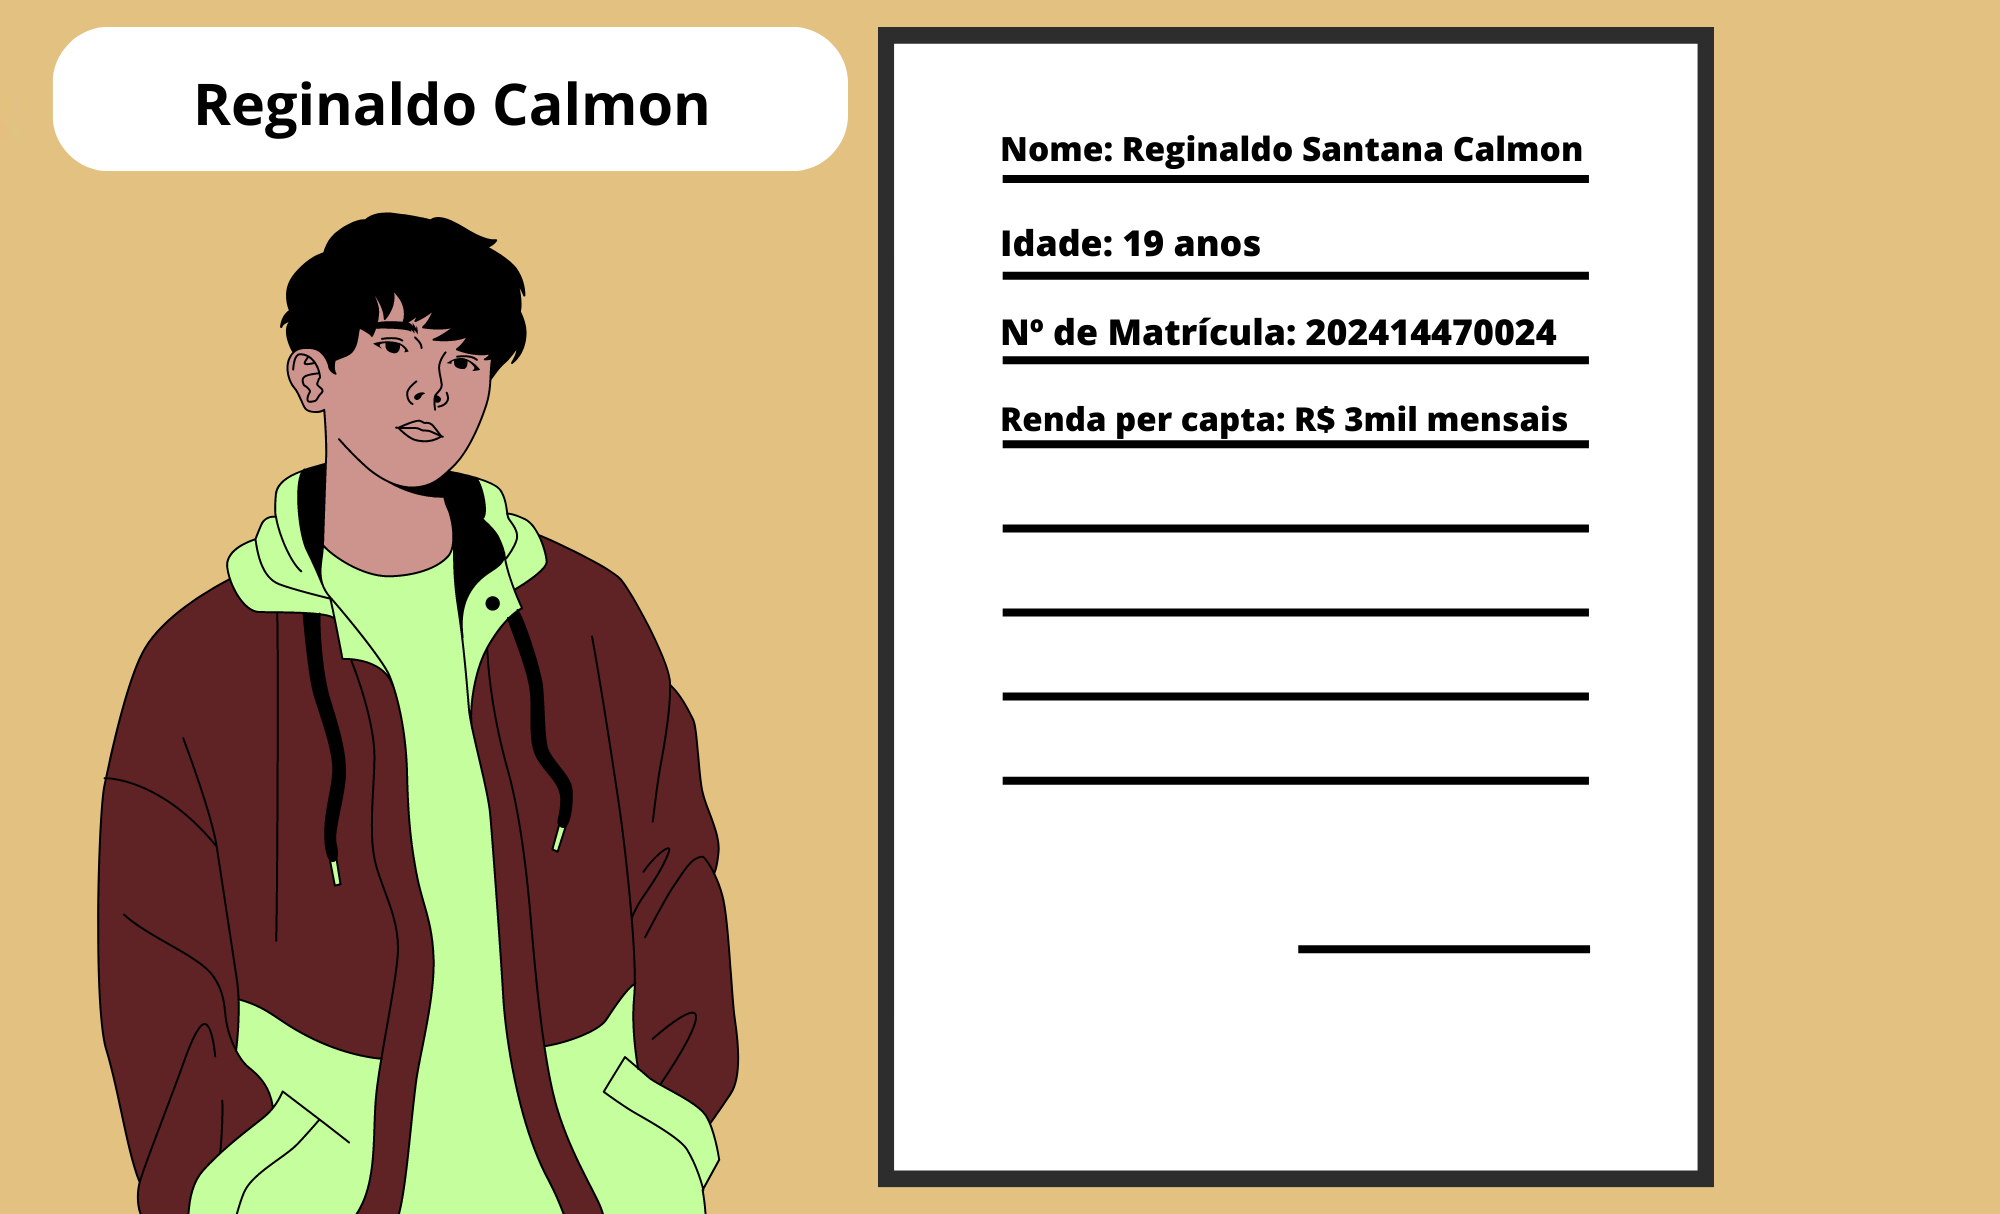 Reginaldo Calmon
Nome: Reginaldo Santana Calmon
Idade: 19 anos
Nº de Matrícula: 202414470024
Renda per capta: R$ 3mil mensais